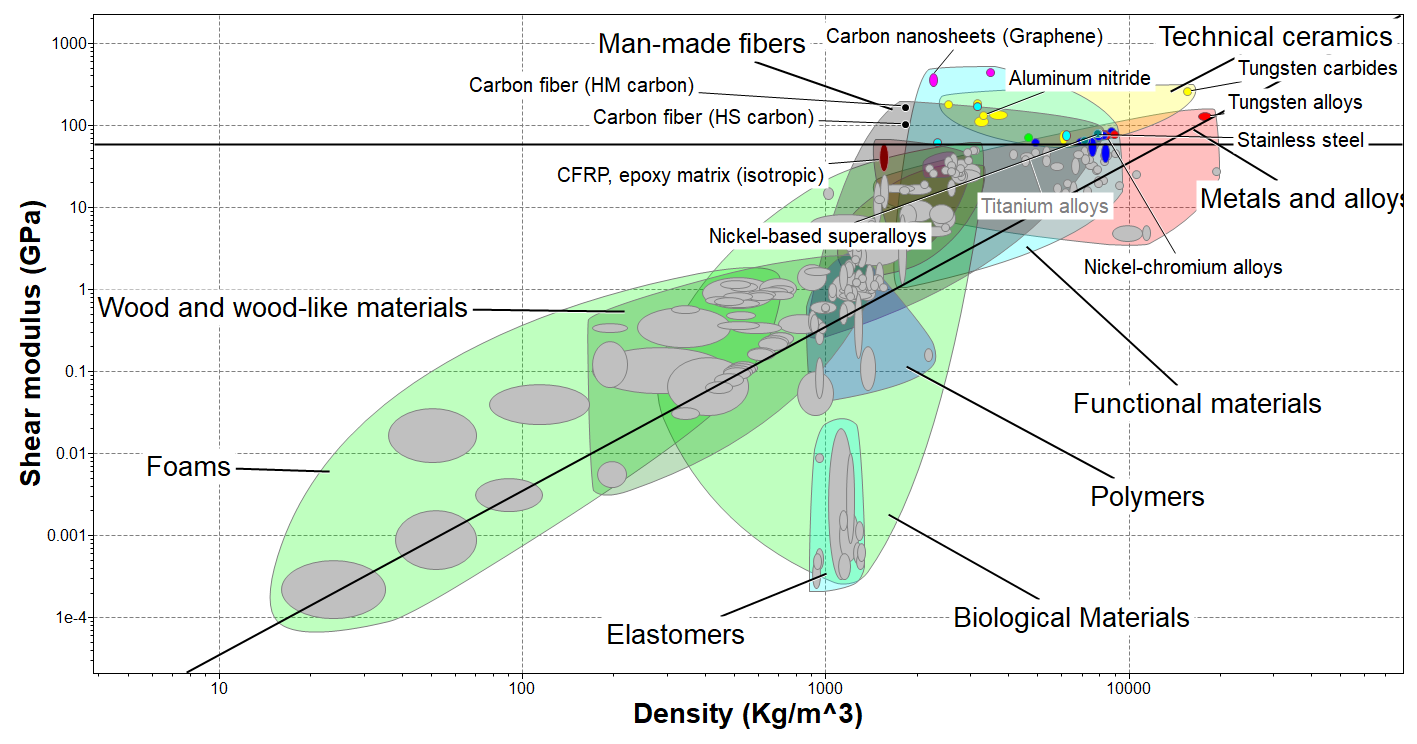 Shear modulus (GPa)
1000
100
10
1
0.1
0.01
0.001
1e-4
Man-made fibers
Carbon nanosheets (Graphene)
Technical ceramics
Carbon fiber (HM carbon)
Aluminum nitride
Tungsten carbides
Carbon fiber (HS carbon)
Tungsten alloys
Stainless steel
CFRP, epoxy matrix (isotropic)
Titanium alloys
Metals and alloys
Nickel-based superalloys
Nickel-chromium alloys
Wood and wood-like materials
Functional materials
Foams
Polymers
Elastomers
Biological Materials
10
100
1000
10000
Density (Kg/m^3)